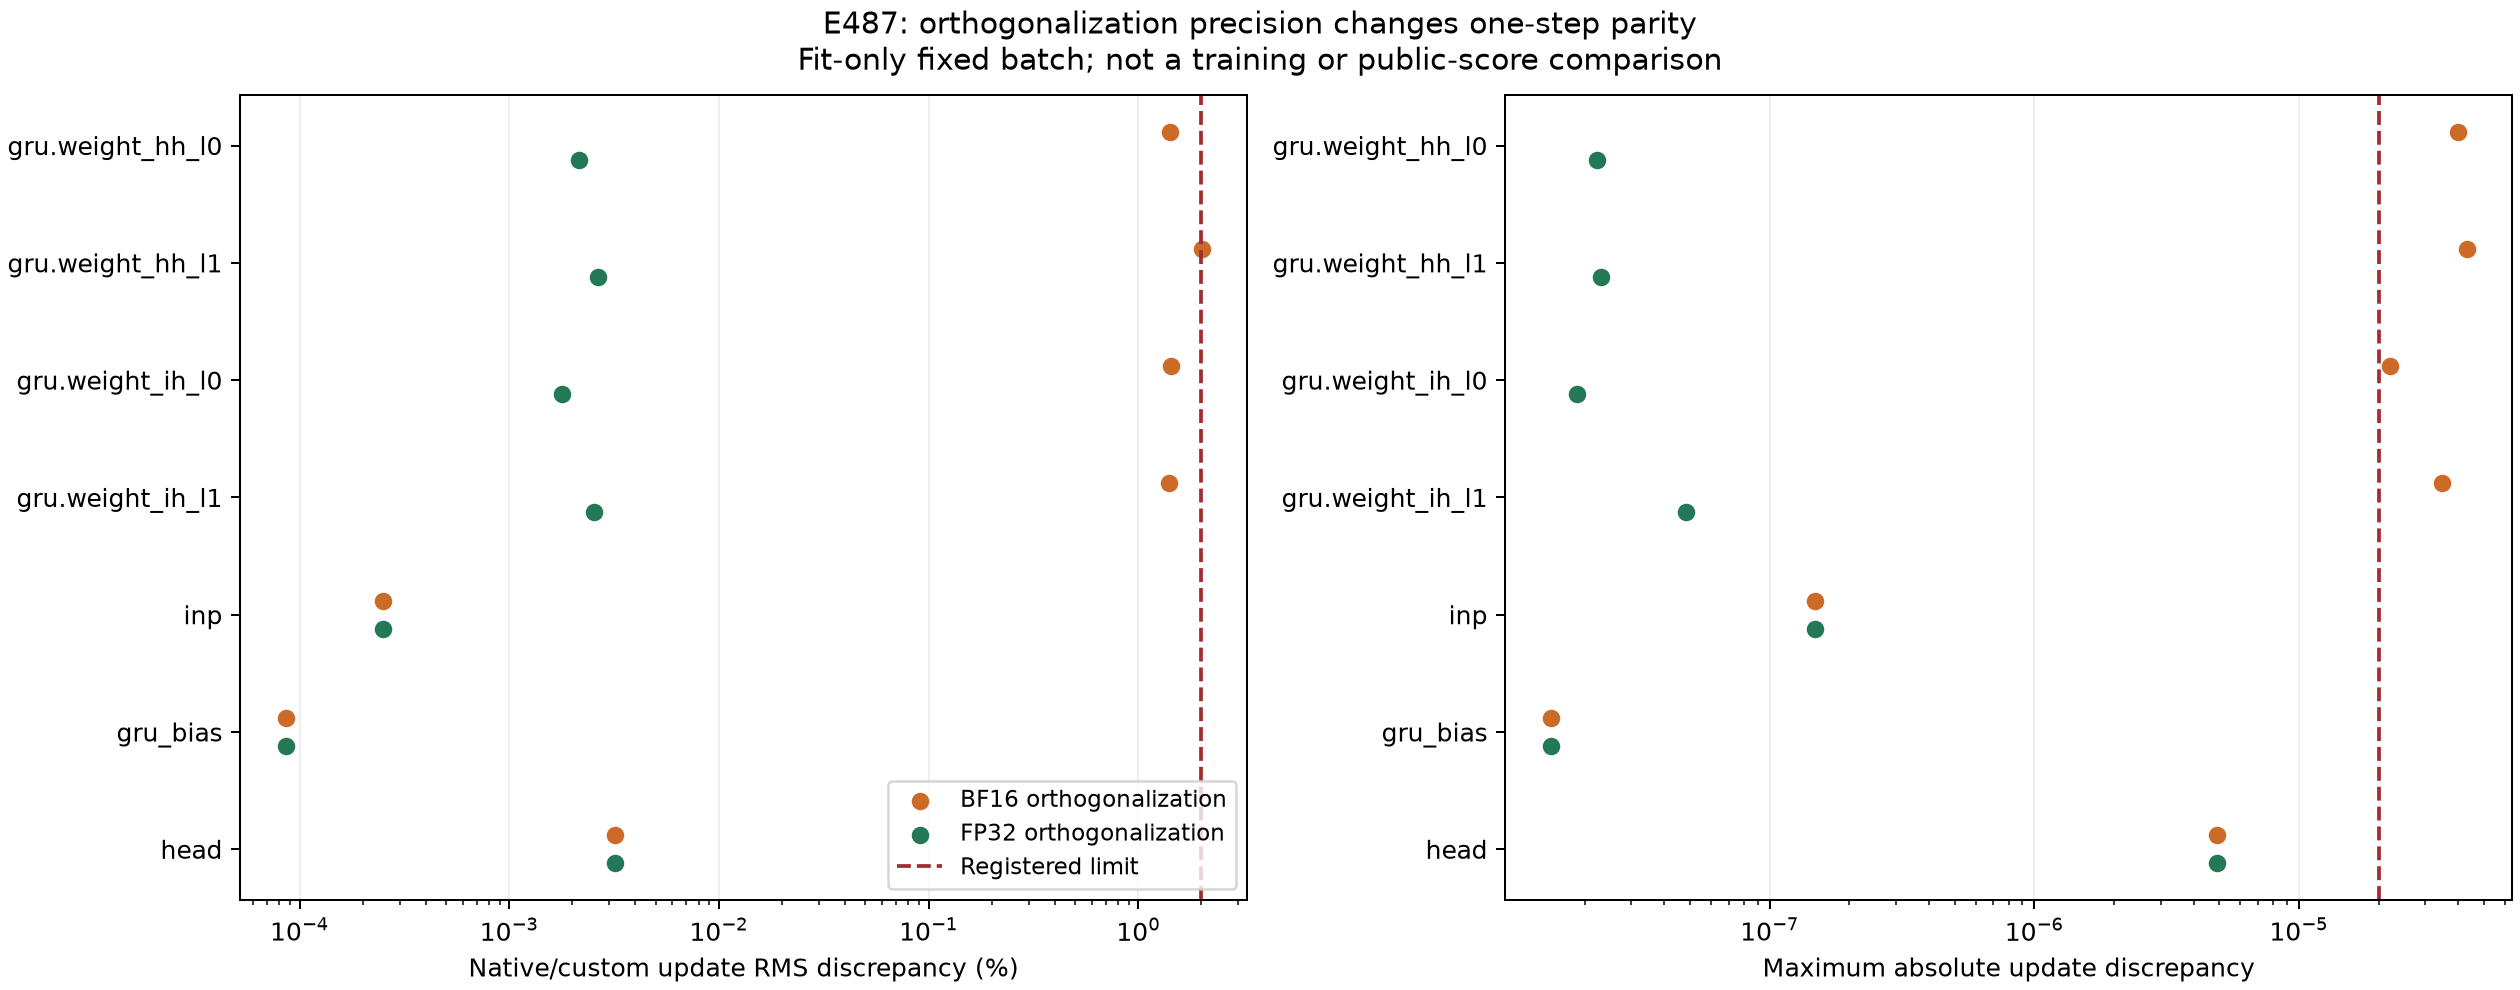 E487: orthogonalization precision changes one-step parity
Fit-only fixed batch; not a training or public-score comparison
gru.weight_hh_l0
gru.weight_hh_l1
gru.weight_ih_l0
gru.weight_ih_l1
inp
gru_bias
head
BF16 orthogonalization
FP32 orthogonalization
Registered limit
10⁻⁴ 10⁻³ 10⁻² 10⁻¹ 10⁰
Native/custom update RMS discrepancy (%)
gru.weight_hh_l0
gru.weight_hh_l1
gru.weight_ih_l0
gru.weight_ih_l1
inp
gru_bias
head
10⁻⁷ 10⁻⁶ 10⁻⁵
Maximum absolute update discrepancy